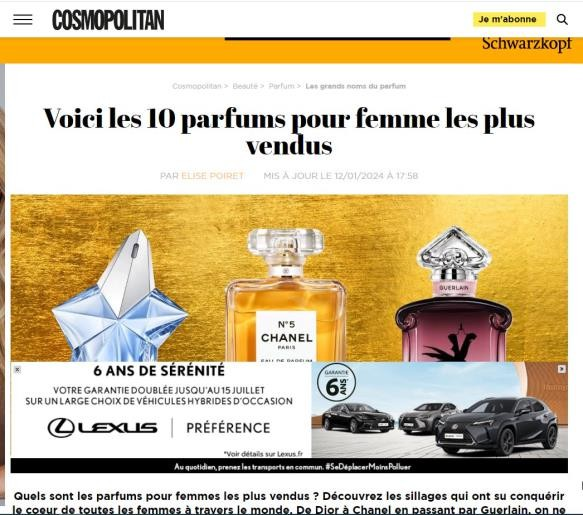 COSMOPOLITAN
Je m'abonne
Schwarzkopf
Cosmopolitan > Beauté > Parfum > Les grands noms du parfum
Voici les 10 parfums pour femme les plus
vendus
PAR ELISE POIRET MIS À JOUR LE 12/01/2024 À 17:58
GUERLAIN
N°5
CHANEL
PARIS
EAU DE PARFUM
6 ANS DE SÉRÉNITÉ
VOTRE GARANTIE DOUBLÉE JUSQU'AU 15 JUILLET
SUR UN LARGE CHOIX DE VÉHICULES HYBRIDES D'OCCASION
LEXUS PRÉFÉRENCE
*Voir détails sur Lexus.fr
GARANTIE
6 ANS
Au quotidien, prenez les transports en commun. #SeDéplacerMoinsPolluer
Quels sont les parfums pour femmes les plus vendus ? Découvrez les sillages qui ont su conquérir
le coeur de toutes les femmes à travers le monde. De Dior à Chanel en passant par Guerlain, on ne